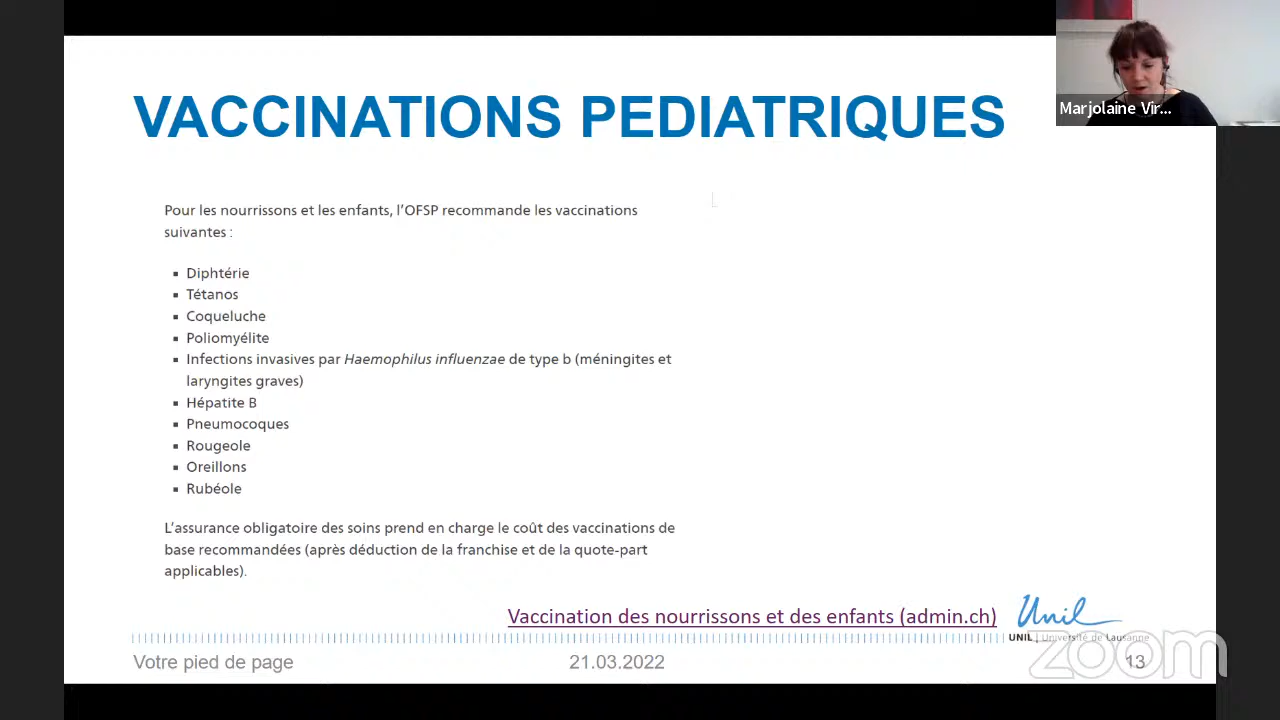 VACCINATIONS PEDIATRIQUES
Marjolaine Vir...
Pour les nourrissons et les enfants, l'OFSP recommande les vaccinations
suivantes :
▪ Diphtérie
▪ Tétanos
▪ Coqueluche
▪ Poliomyélite
▪ Infections invasives par Haemophilus influenzae de type b (méningites et
laryngites graves)
▪ Hépatite B
▪ Pneumocoques
▪ Rougeole
▪ Oreillons
▪ Rubéole
L'assurance obligatoire des soins prend en charge le coût des vaccinations de
base recommandées (après déduction de la franchise et de la quote-part
applicables).
Vaccination des nourrissons et des enfants (admin.ch)
Unil
UNIL | Université de Lausanne
Votre pied de page
21.03.2022
13
zoom